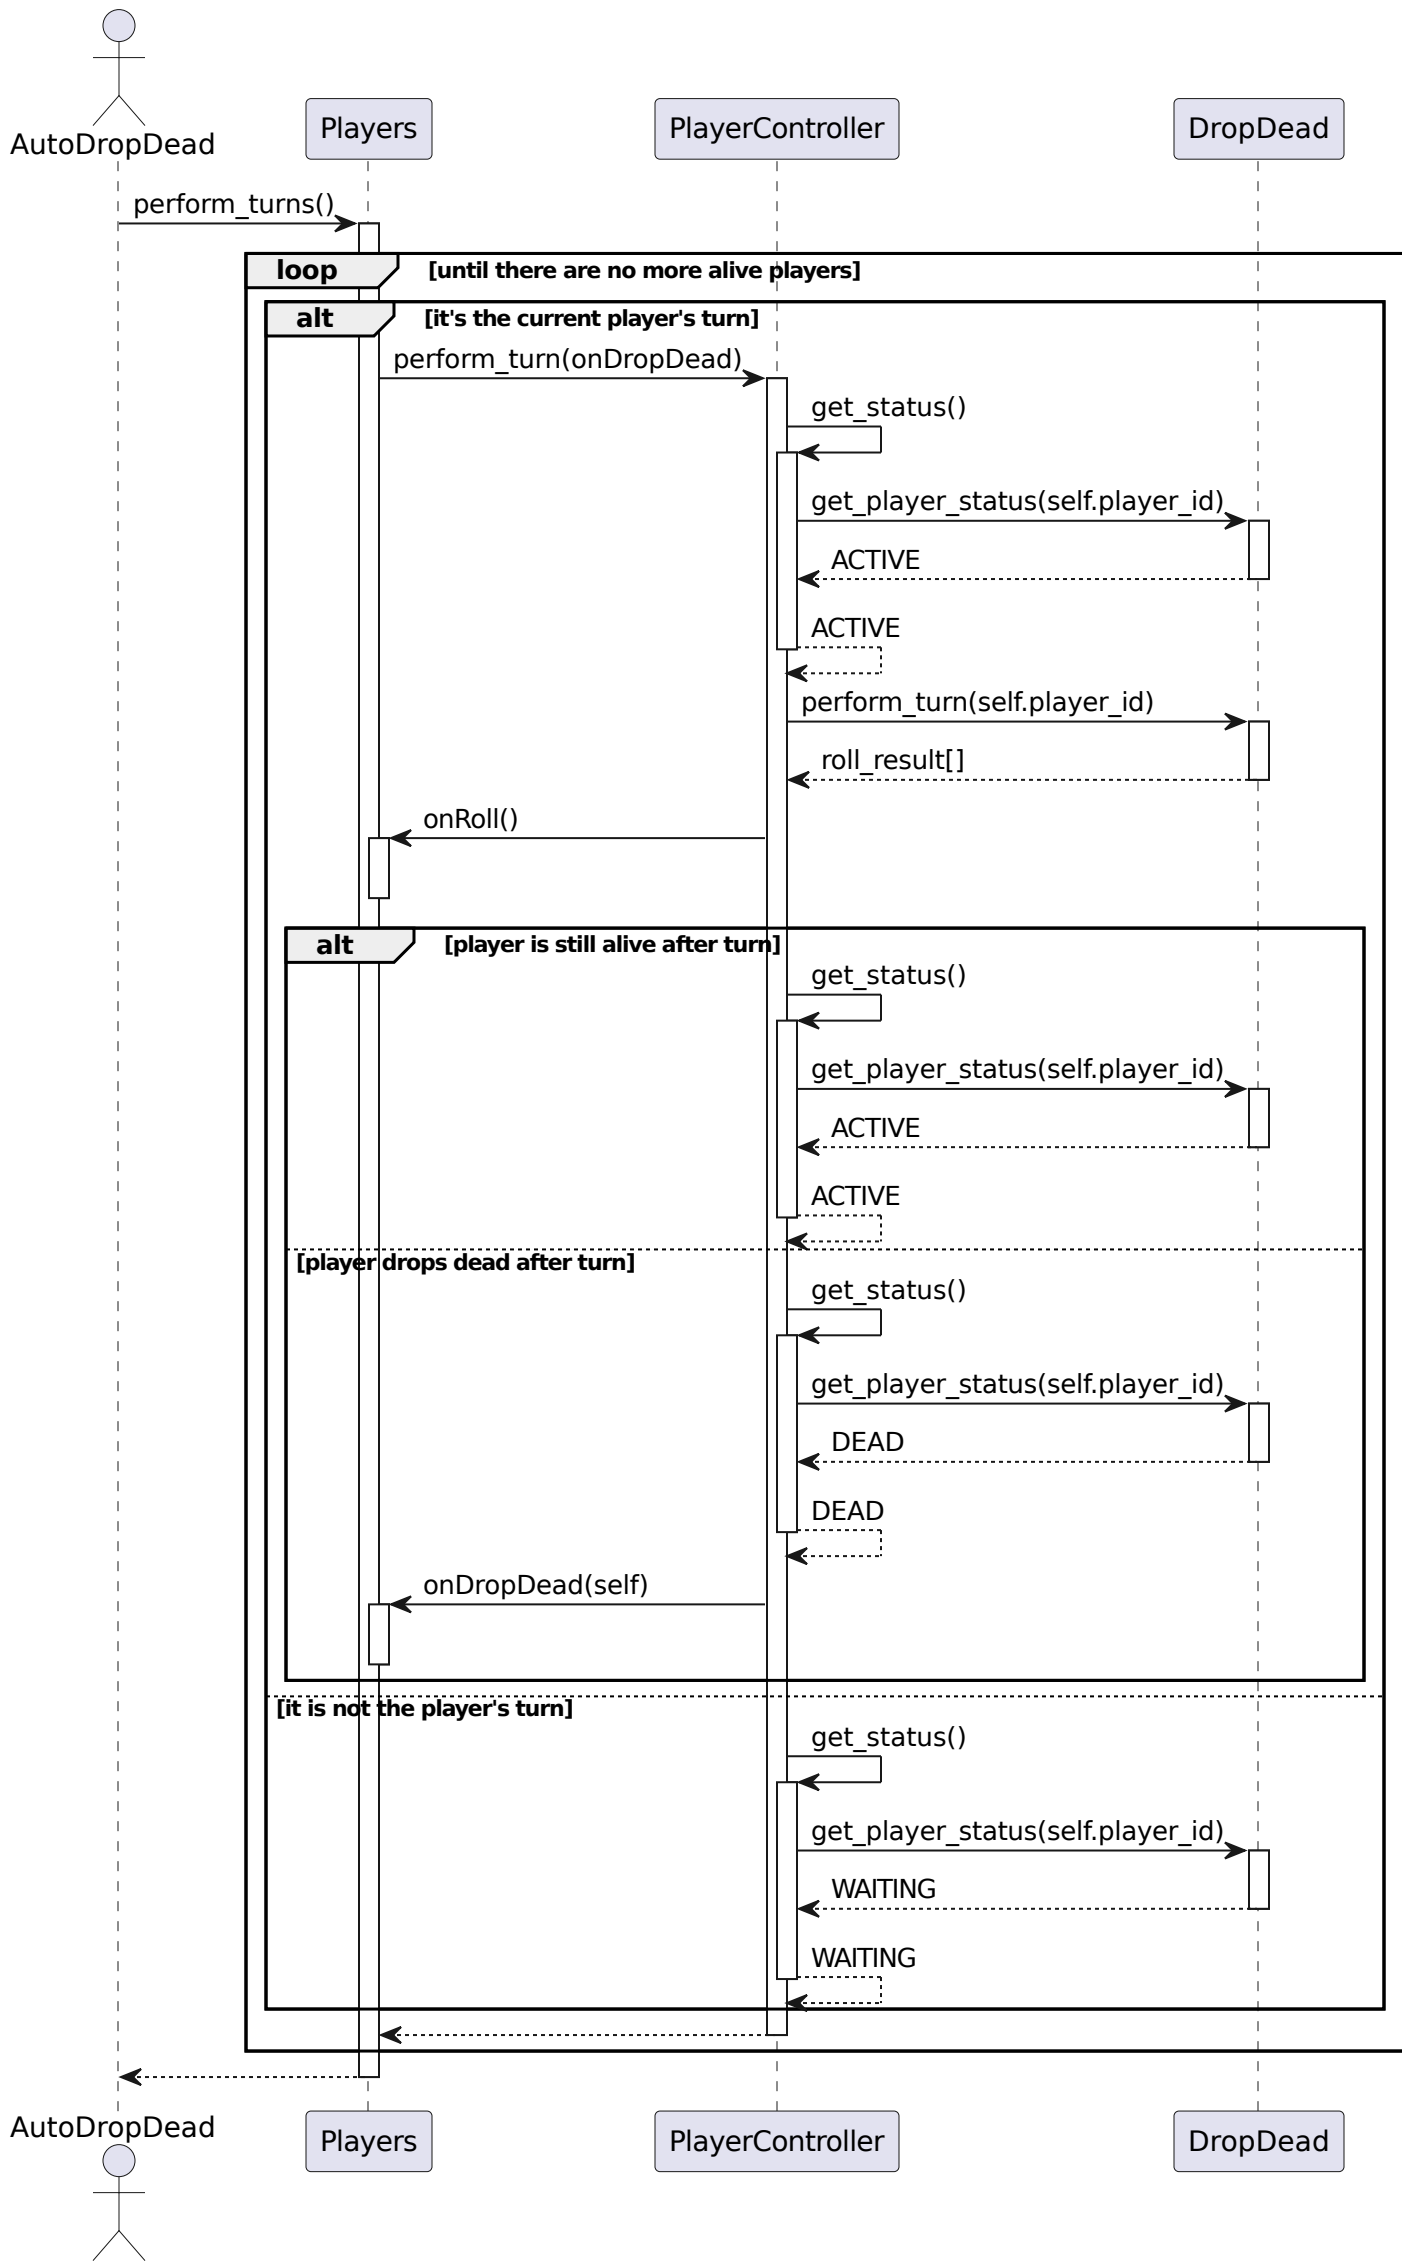 AutoDropDead
Players
PlayerController
DropDead
perform_turns()
loop
[until there are no more alive players]
alt
[it's the current player's turn]
perform_turn(onDropDead)
get_status()
get_player_status(self.player_id)
ACTIVE
ACTIVE
perform_turn(self.player_id)
roll_result[]
onRoll()
alt
[player is still alive after turn]
get_status()
get_player_status(self.player_id)
ACTIVE
ACTIVE
[player drops dead after turn]
get_status()
get_player_status(self.player_id)
DEAD
DEAD
onDropDead(self)
[it is not the player's turn]
get_status()
get_player_status(self.player_id)
WAITING
WAITING
AutoDropDead
Players
PlayerController
DropDead